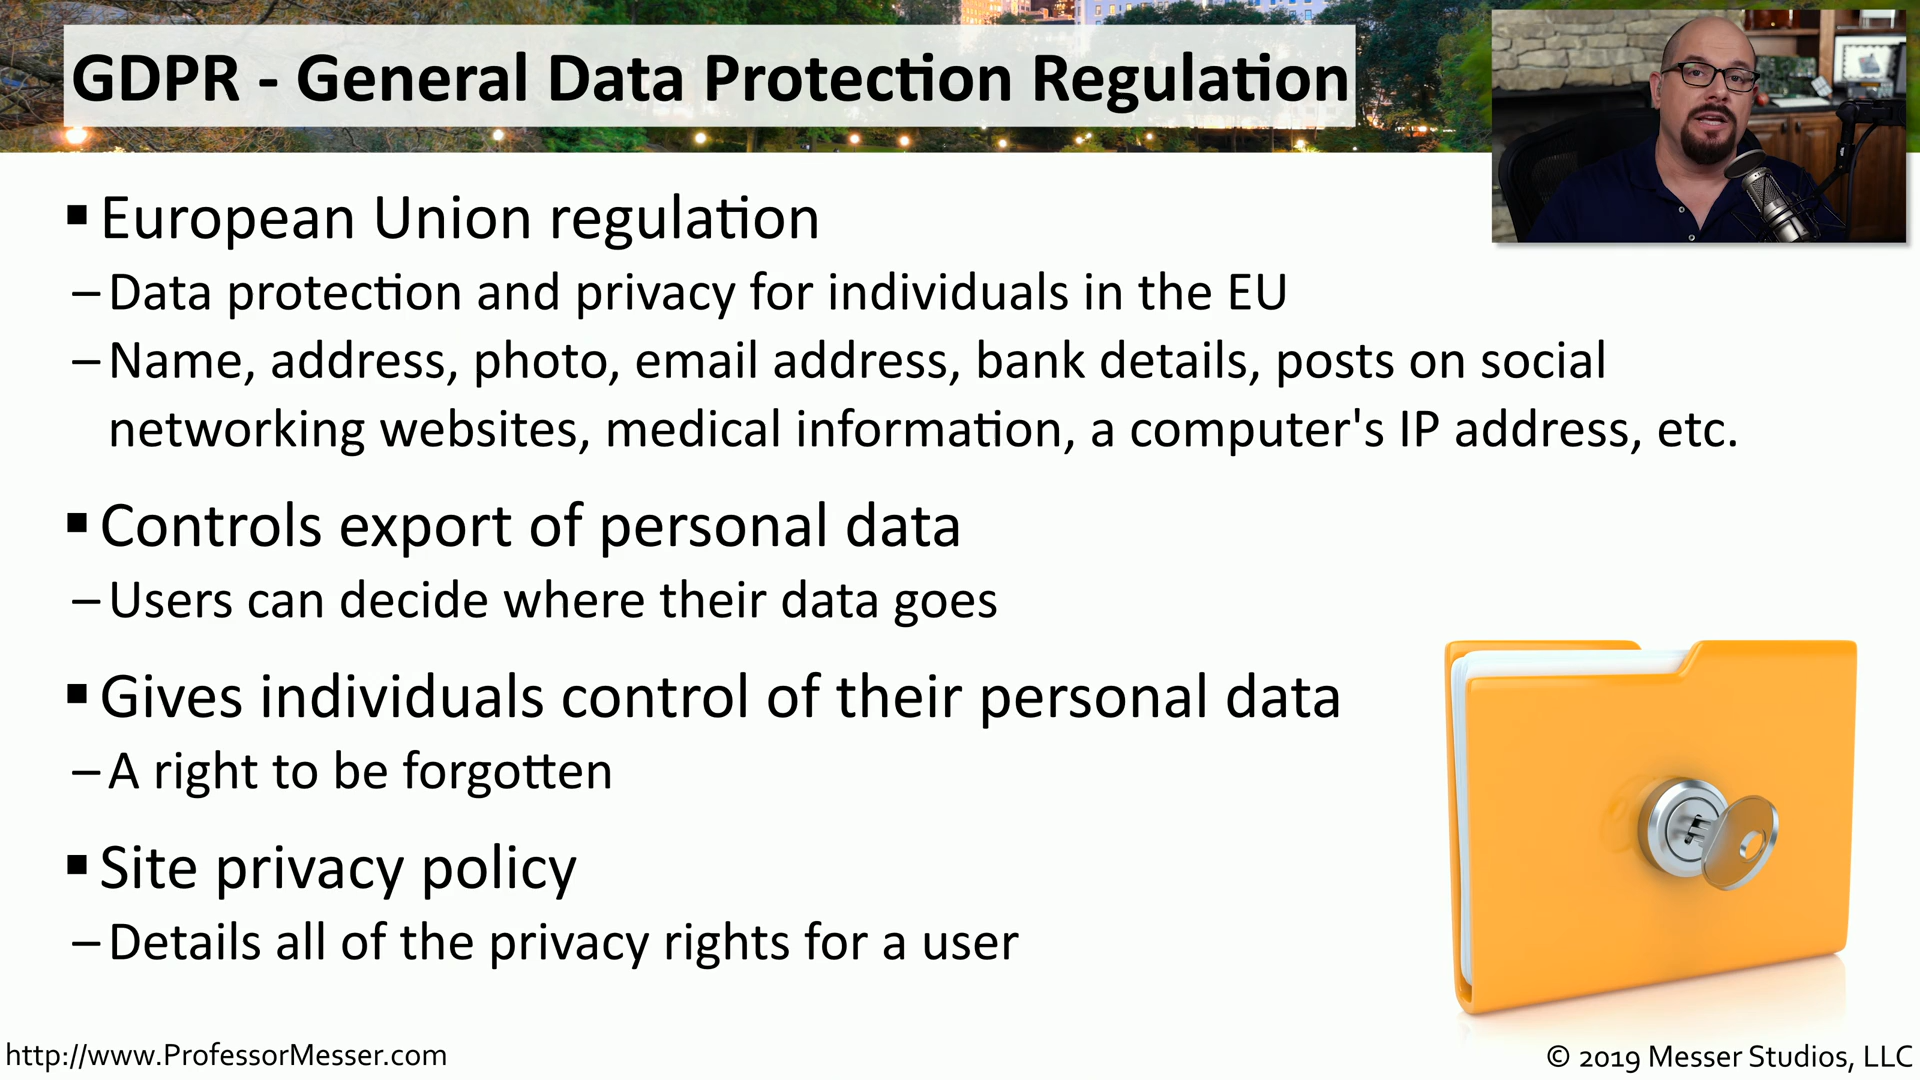 GDPR - General Data Protection Regulation
▪ European Union regulation
– Data protection and privacy for individuals in the EU
– Name, address, photo, email address, bank details, posts on social
networking websites, medical information, a computer's IP address, etc.
▪ Controls export of personal data
– Users can decide where their data goes
▪ Gives individuals control of their personal data
– A right to be forgotten
▪ Site privacy policy
– Details all of the privacy rights for a user
http://www.ProfessorMesser.com
© 2019 Messer Studios, LLC